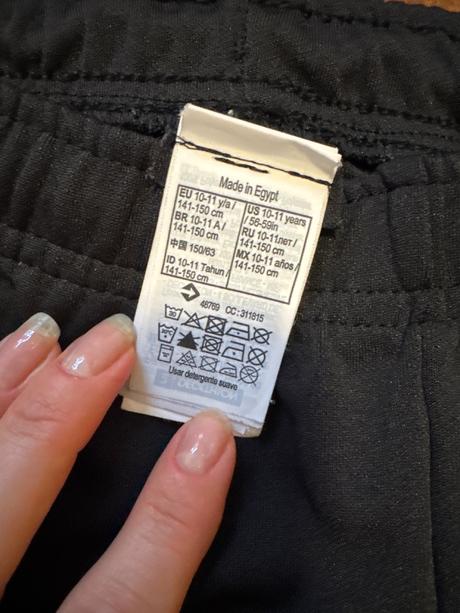 Made in Egypt
EU 10-11 y/a /
141-150 cm
BR 10-11 A /
141-150 cm
中国 150/63
ID 10-11 Tahun /
141-150 cm
US 10-11 years
/ 56-59in
RU 10-11лет /
141-150 cm
MX 10-11 años /
141-150 cm
48769 CC: 311815
30
Usar detergente suave
DECATHLON